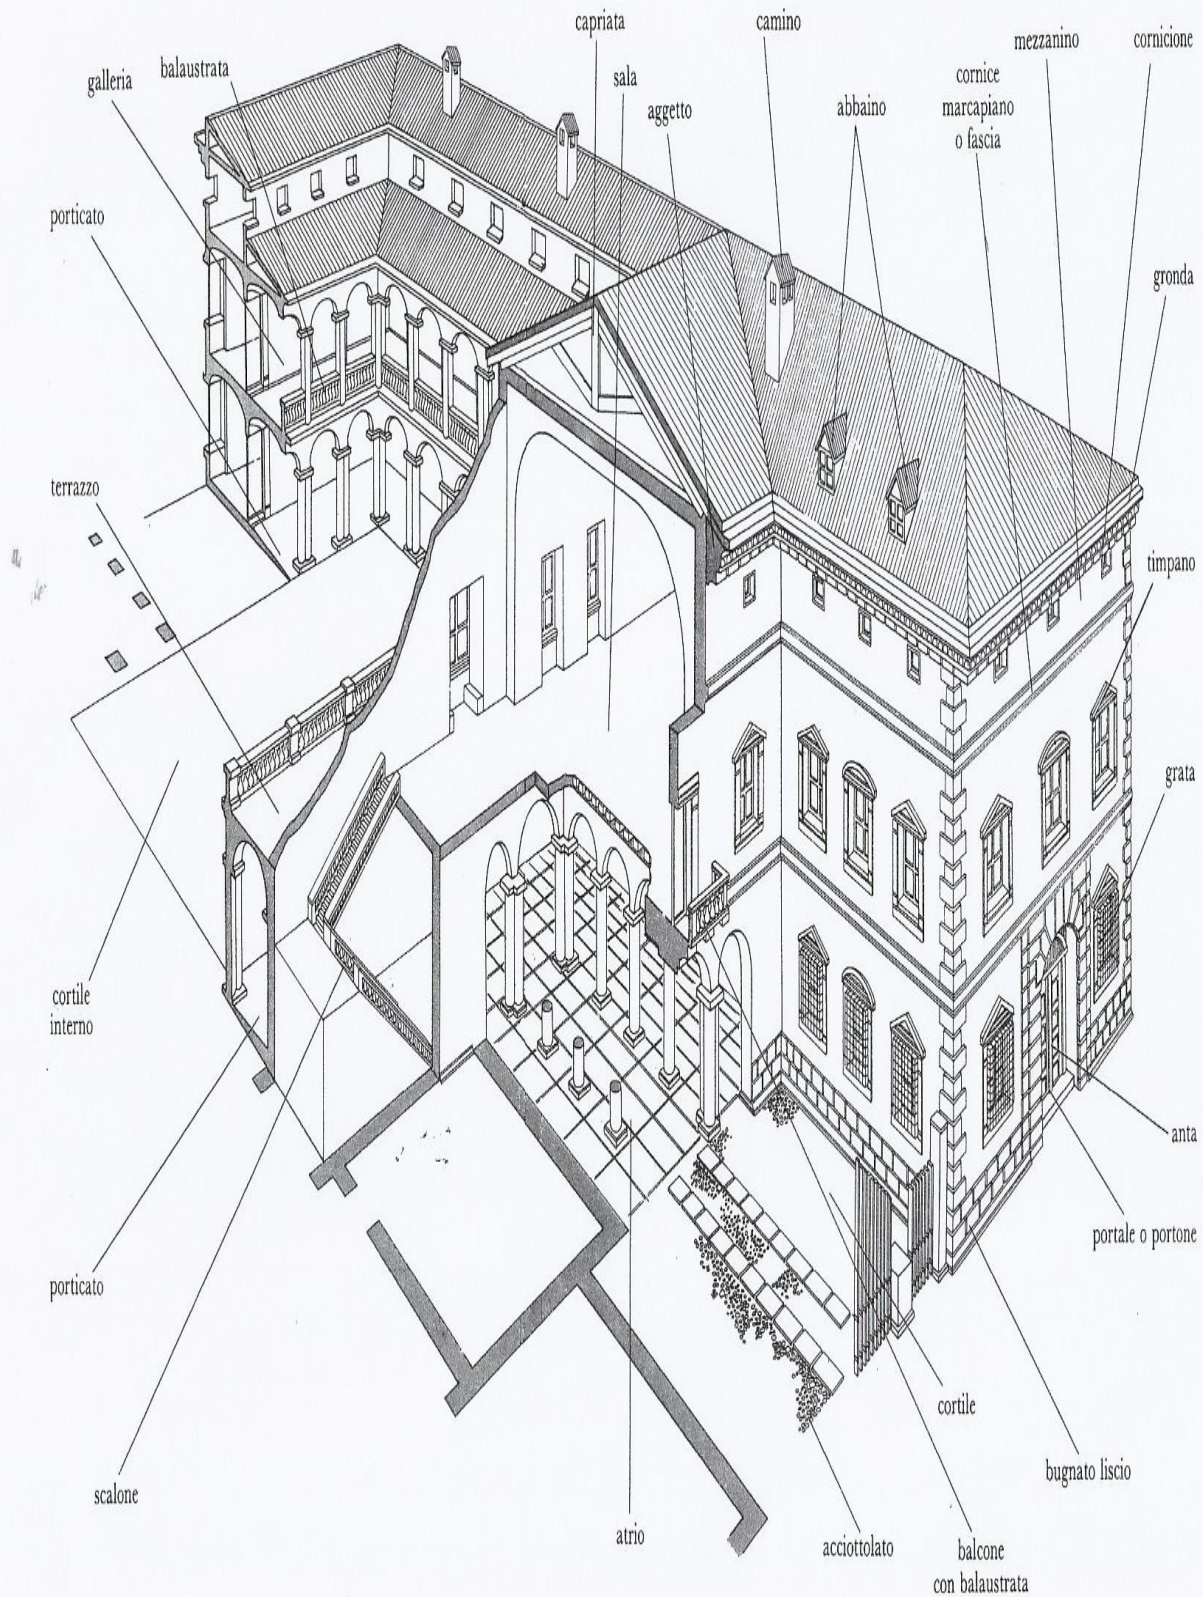 capriata
camino
mezzanino
cornicione
galleria
balaustrata
sala
aggetto
cornice
marcapiano
o fascia
abbaino
porticato
gronda
terrazzo
timpano
grata
cortile
interno
anta
portale o portone
porticato
cortile
bugnato liscio
scalone
atrio
acciottolato
balcone
con balaustrata